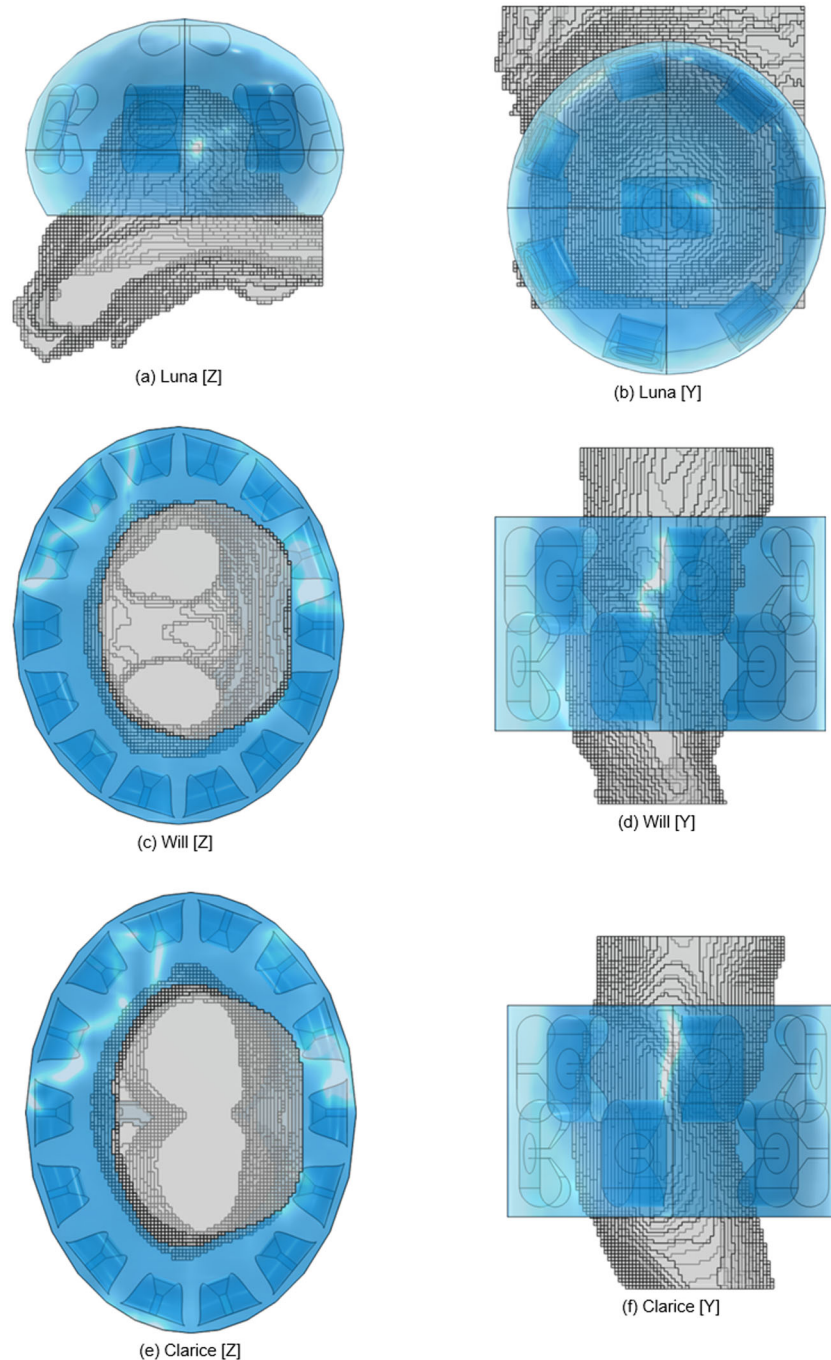 (a) Luna [Z]
(b) Luna [Y]
(c) Will [Z]
(d) Will [Y]
(e) Clarice [Z]
(f) Clarice [Y]